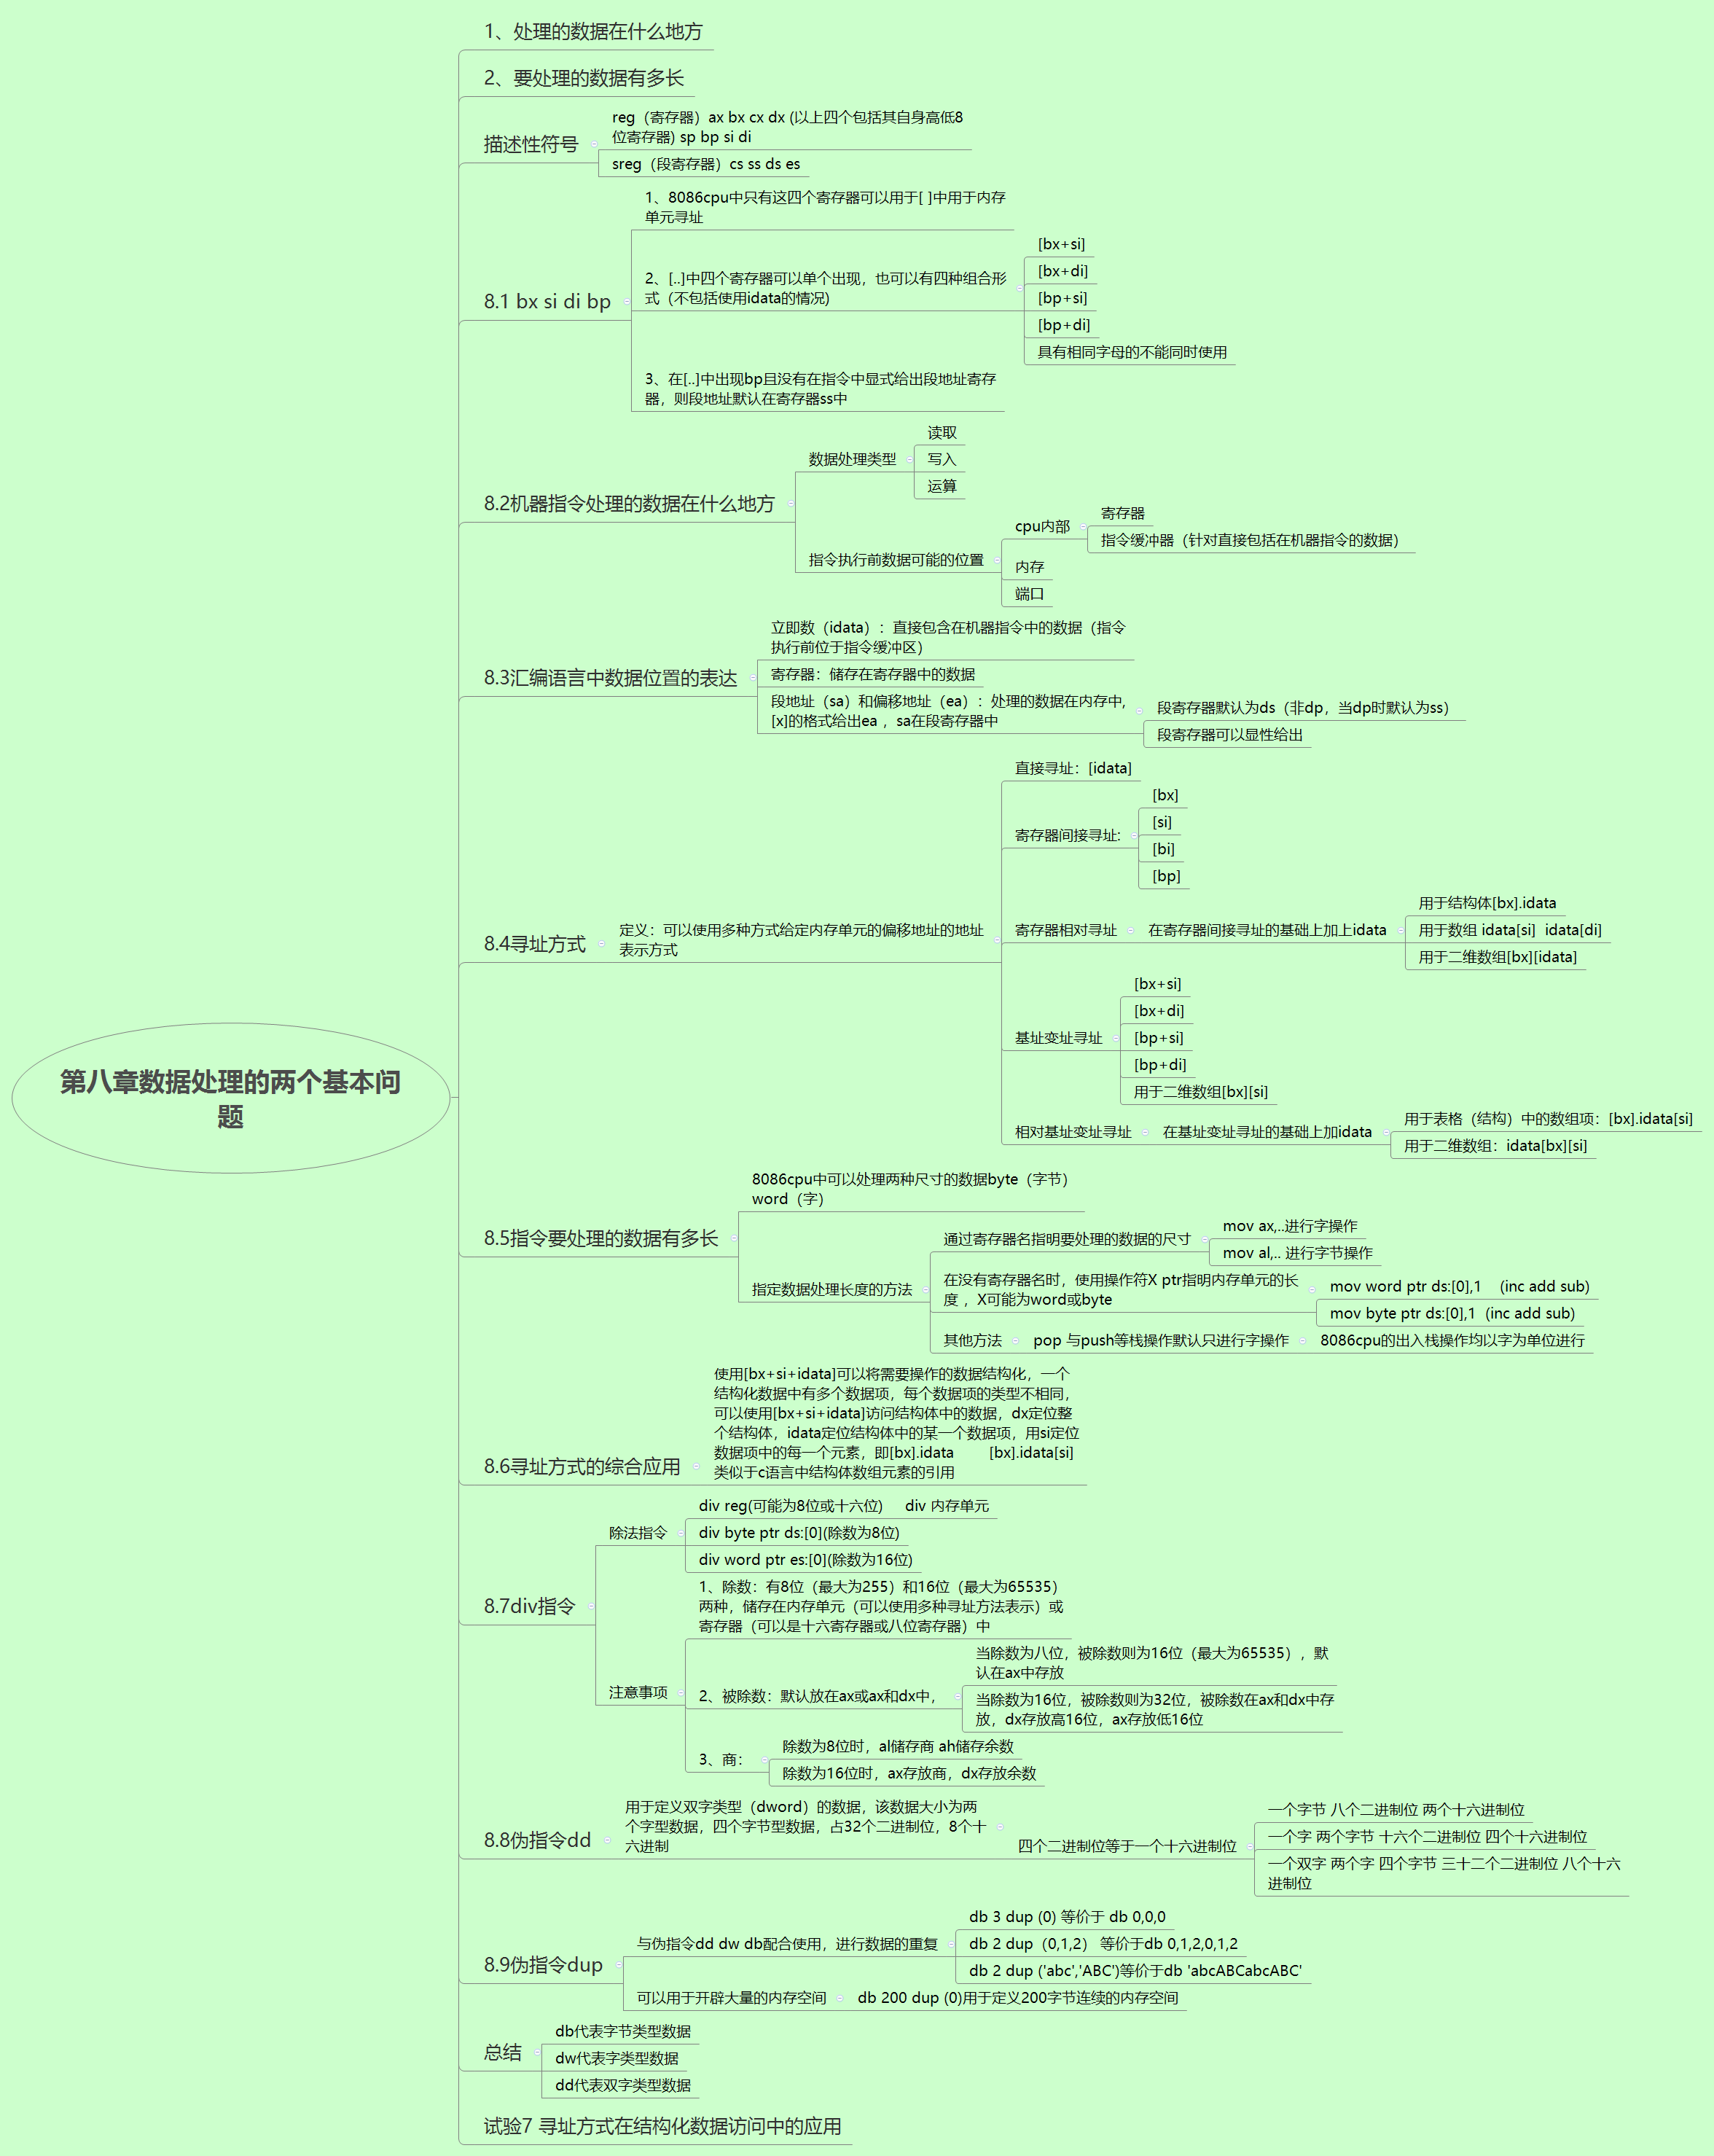 1、处理的数据在什么地方
2、要处理的数据有多长
描述性符号
reg（寄存器）ax bx cx dx (以上四个包括其自身高低8
位寄存器) sp bp si di
sreg（段寄存器）cs ss ds es
8.1 bx si di bp
1、8086cpu中只有这四个寄存器可以用于[ ]中用于内存
单元寻址
2、[..]中四个寄存器可以单个出现，也可以有四种组合形
式（不包括使用idata的情况)
[bx+si]
[bx+di]
[bp+si]
[bp+di]
具有相同字母的不能同时使用
3、在[..]中出现bp且没有在指令中显式给出段地址寄存
器，则段地址默认在寄存器ss中
8.2机器指令处理的数据在什么地方
数据处理类型
读取
写入
运算
指令执行前数据可能的位置
cpu内部
寄存器
指令缓冲器（针对直接包括在机器指令的数据）
内存
端口
8.3汇编语言中数据位置的表达
立即数（idata）：直接包含在机器指令中的数据（指令
执行前位于指令缓冲区）
寄存器：储存在寄存器中的数据
段地址（sa）和偏移地址（ea）：处理的数据在内存中,
[x]的格式给出ea ，sa在段寄存器中
段寄存器默认为ds（非dp，当dp时默认为ss）
段寄存器可以显性给出
8.4寻址方式
定义：可以使用多种方式给定内存单元的偏移地址的地址
表示方式
直接寻址：[idata]
寄存器间接寻址:
[bx]
[si]
[bi]
[bp]
寄存器相对寻址
在寄存器间接寻址的基础上加上idata
用于结构体[bx].idata
用于数组 idata[si]  idata[di]
用于二维数组[bx][idata]
基址变址寻址
[bx+si]
[bx+di]
[bp+si]
[bp+di]
用于二维数组[bx][si]
相对基址变址寻址
在基址变址寻址的基础上加idata
用于表格（结构）中的数组项：[bx].idata[si]
用于二维数组：idata[bx][si]
第八章数据处理的两个基本问
题
8.5指令要处理的数据有多长
8086cpu中可以处理两种尺寸的数据byte（字节）
word（字）
指定数据处理长度的方法
通过寄存器名指明要处理的数据的尺寸
mov ax,..进行字操作
mov al,.. 进行字节操作
在没有寄存器名时，使用操作符X ptr指明内存单元的长
度 ，X可能为word或byte
mov word ptr ds:[0],1    (inc add sub)
mov byte ptr ds:[0],1  (inc add sub)
其他方法
pop 与push等栈操作默认只进行字操作
8086cpu的出入栈操作均以字为单位进行
8.6寻址方式的综合应用
使用[bx+si+idata]可以将需要操作的数据结构化，一个
结构化数据中有多个数据项，每个数据项的类型不相同，
可以使用[bx+si+idata]访问结构体中的数据，dx定位整
个结构体，idata定位结构体中的某一个数据项，用si定位
数据项中的每一个元素，即[bx].idata        [bx].idata[si]
类似于c语言中结构体数组元素的引用
8.7div指令
除法指令
div reg(可能为8位或十六位)     div 内存单元
div byte ptr ds:[0](除数为8位)
div word ptr es:[0](除数为16位)
注意事项
1、除数：有8位（最大为255）和16位（最大为65535）
两种，储存在内存单元（可以使用多种寻址方法表示）或
寄存器（可以是十六寄存器或八位寄存器）中
2、被除数：默认放在ax或ax和dx中，
当除数为八位，被除数则为16位（最大为65535），默
认在ax中存放
当除数为16位，被除数则为32位，被除数在ax和dx中存
放，dx存放高16位，ax存放低16位
3、商：
除数为8位时，al储存商 ah储存余数
除数为16位时，ax存放商，dx存放余数
8.8伪指令dd
用于定义双字类型（dword）的数据，该数据大小为两
个字型数据，四个字节型数据，占32个二进制位，8个十
六进制
四个二进制位等于一个十六进制位
一个字节 八个二进制位 两个十六进制位
一个字 两个字节 十六个二进制位 四个十六进制位
一个双字 两个字 四个字节 三十二个二进制位 八个十六
进制位
8.9伪指令dup
与伪指令dd dw db配合使用，进行数据的重复
db 3 dup (0) 等价于 db 0,0,0
db 2 dup（0,1,2） 等价于db 0,1,2,0,1,2
db 2 dup ('abc','ABC')等价于db 'abcABCabcABC'
可以用于开辟大量的内存空间
db 200 dup (0)用于定义200字节连续的内存空间
总结
db代表字节类型数据
dw代表字类型数据
dd代表双字类型数据
试验7 寻址方式在结构化数据访问中的应用